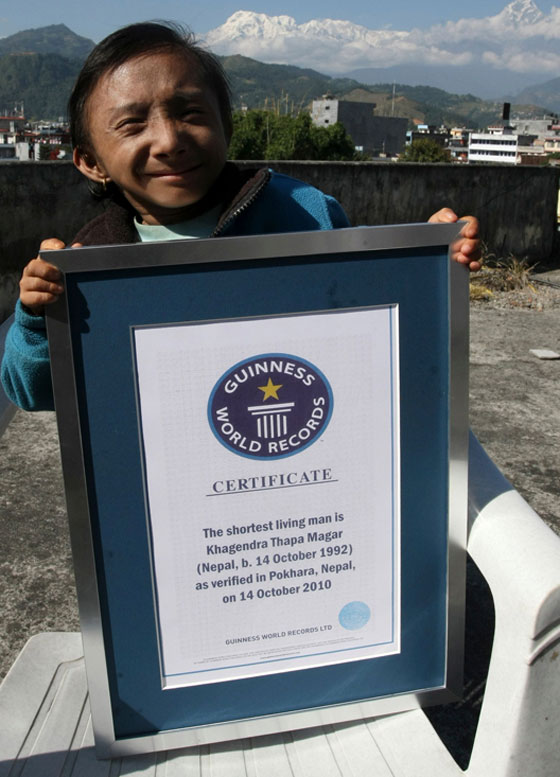 GUINNESS
WORLD RECORDS
CERTIFICATE
The shortest living man is
Khagendra Thapa Magar
(Nepal, b. 14 October 1992)
as verified in Pokhara, Nepal,
on 14 October 2010
GUINNESS WORLD RECORDS LTD